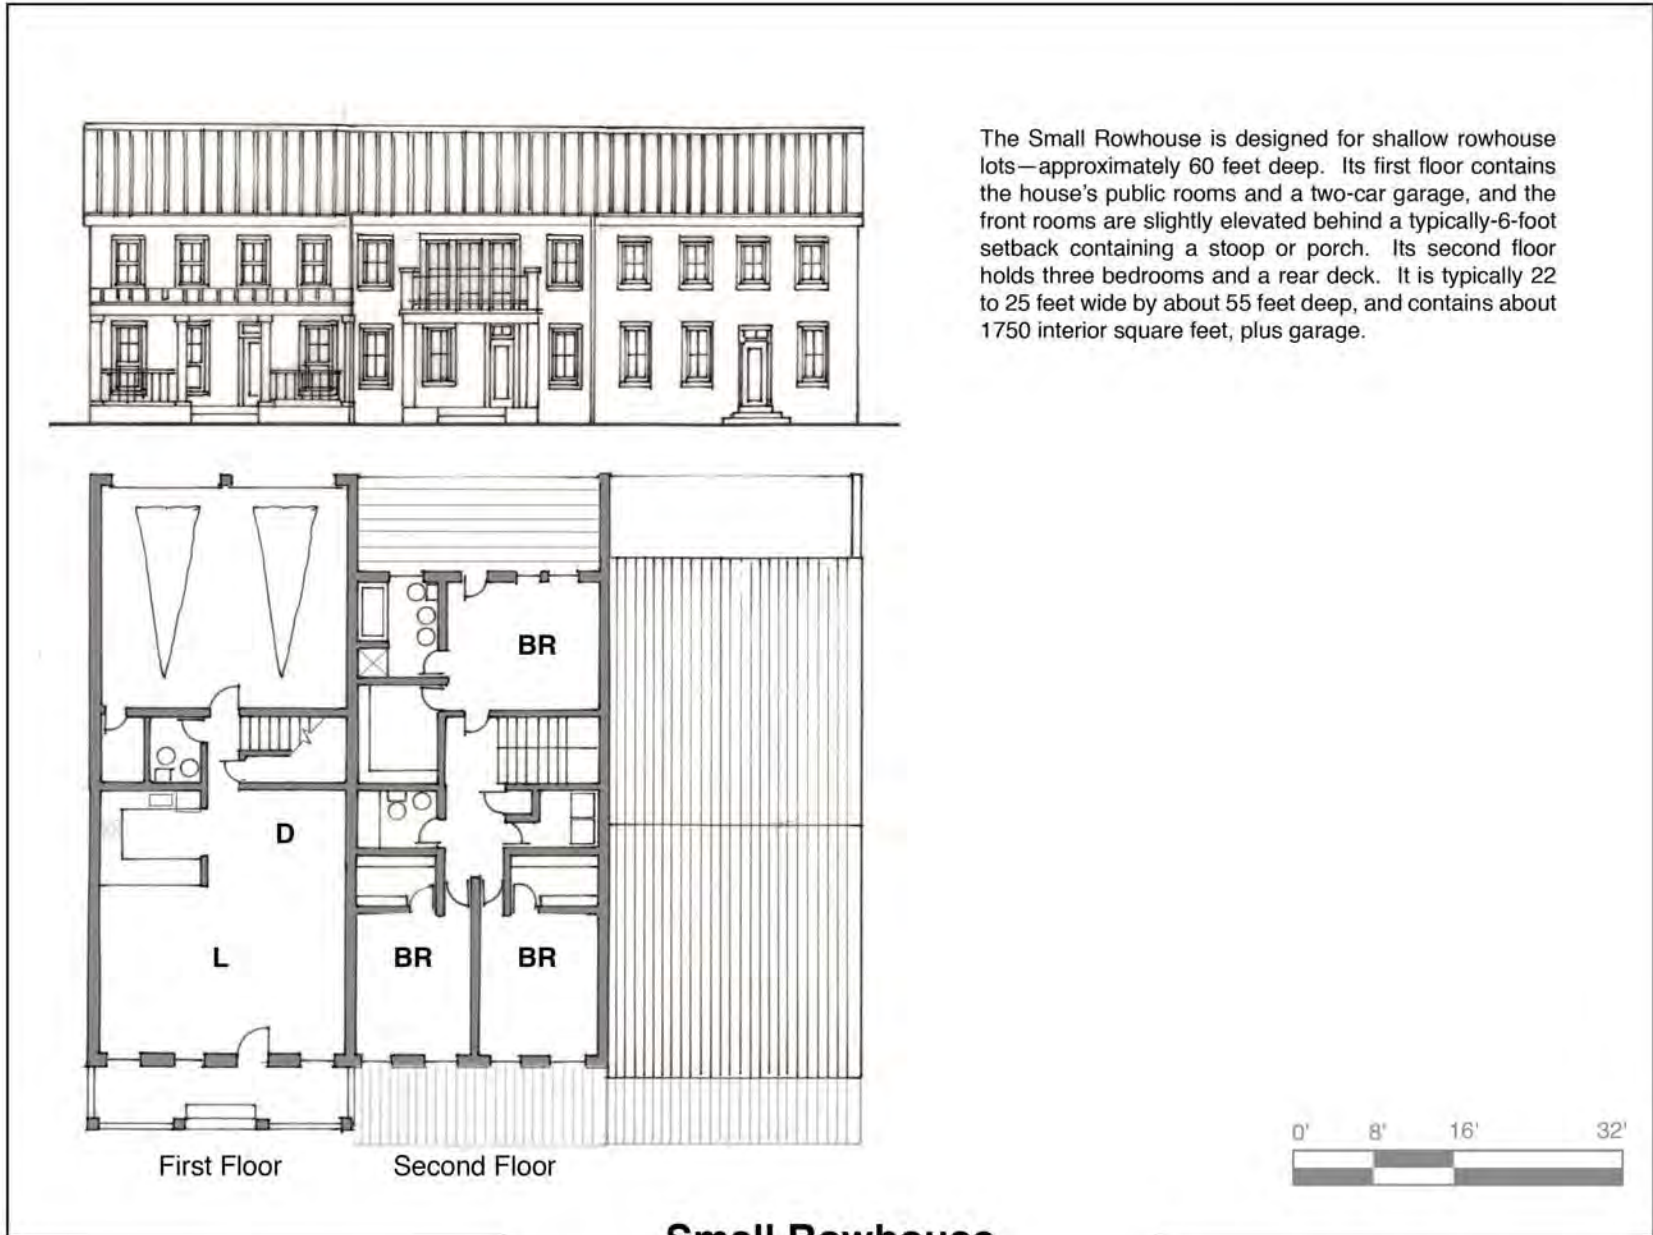 The Small Rowhouse is designed for shallow rowhouse
lots—approximately 60 feet deep. Its first floor contains
the house's public rooms and a two-car garage, and the
front rooms are slightly elevated behind a typically-6-foot
setback containing a stoop or porch. Its second floor
holds three bedrooms and a rear deck. It is typically 22
to 25 feet wide by about 55 feet deep, and contains about
1750 interior square feet, plus garage.
BR
D
L
BR
BR
0' 8' 16' 32'
First Floor
Second Floor
Small Rowhouse